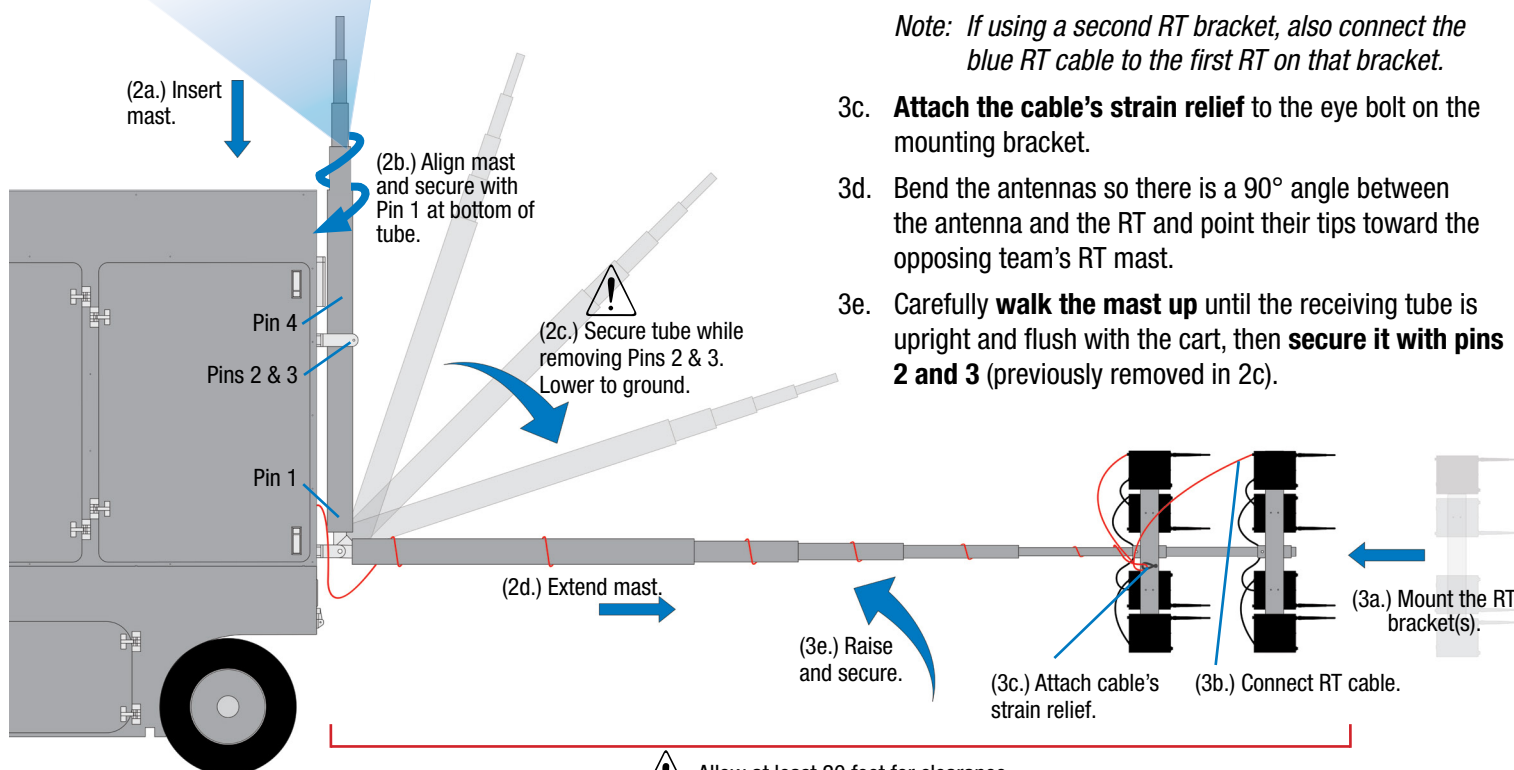 Note: If using a second RT bracket, also connect the
blue RT cable to the first RT on that bracket.
3c. Attach the cable’s strain relief to the eye bolt on the
mounting bracket.
3d. Bend the antennas so there is a 90° angle between
the antenna and the RT and point their tips toward the
opposing team’s RT mast.
3e. Carefully walk the mast up until the receiving tube is
upright and flush with the cart, then secure it with pins
2 and 3 (previously removed in 2c).
(2a.) Insert
mast.
(2b.) Align mast
and secure with
Pin 1 at bottom of
tube.
(2c.) Secure tube while
removing Pins 2 & 3.
Lower to ground.
Pin 4
Pins 2 & 3
Pin 1
(2d.) Extend mast.
(3e.) Raise
and secure.
(3c.) Attach cable’s
strain relief.
(3b.) Connect RT cable.
(3a.) Mount the RT
bracket(s).
Allow at least 20 feet for clearance